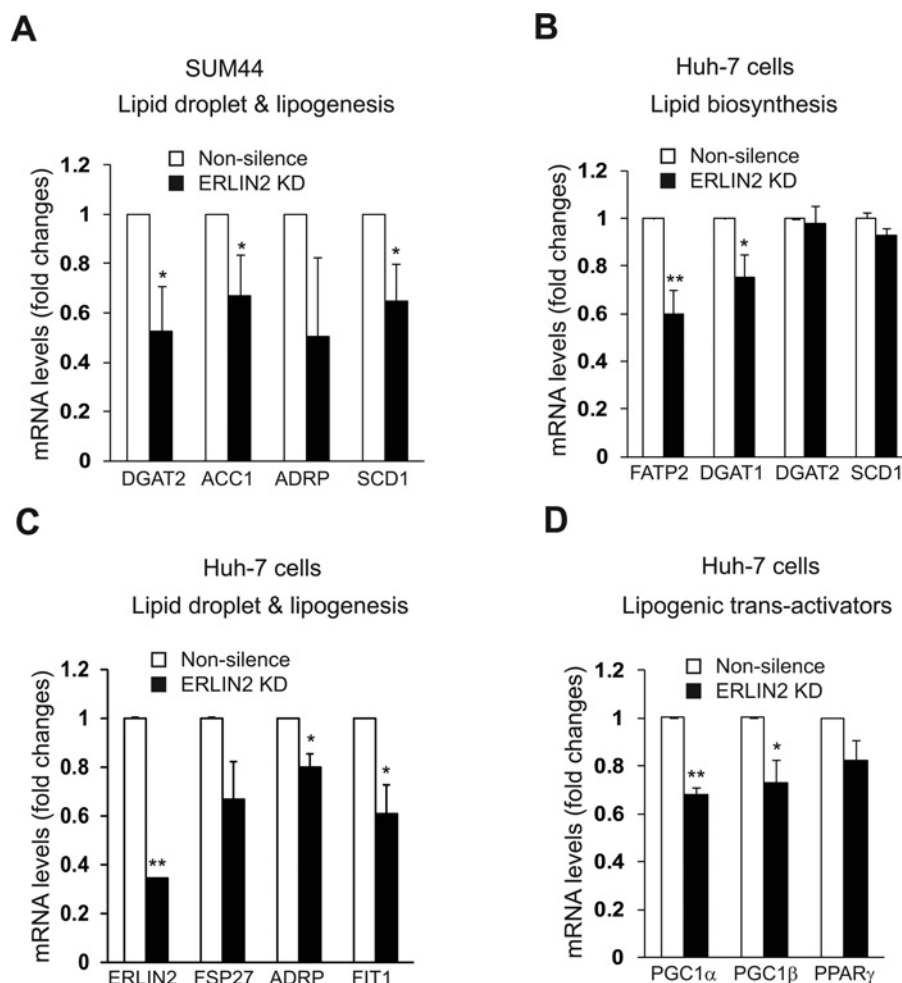 A
SUM44
Lipid droplet & lipogenesis
Non-silence
ERLIN2 KD
mRNA levels (fold changes)
1.2
1
0.8
0.6
0.4
0.2
0
*
*
*
DGAT2 ACC1 ADRP SCD1
B
Huh-7 cells
Lipid biosynthesis
Non-silence
ERLIN2 KD
mRNA levels (fold changes)
1.2
1
0.8
0.6
0.4
0.2
0
**
*
FATP2 DGAT1 DGAT2 SCD1
C
Huh-7 cells
Lipid droplet & lipogenesis
Non-silence
ERLIN2 KD
mRNA levels (fold changes)
1.2
1
0.8
0.6
0.4
0.2
0
**
*
*
ERLIN2 FSP27 ADRP FIT1
D
Huh-7 cells
Lipogenic trans-activators
Non-silence
ERLIN2 KD
mRNA levels (fold changes)
1.2
1
0.8
0.6
0.4
0.2
0
**
*
PGC1α PGC1β PPARγ